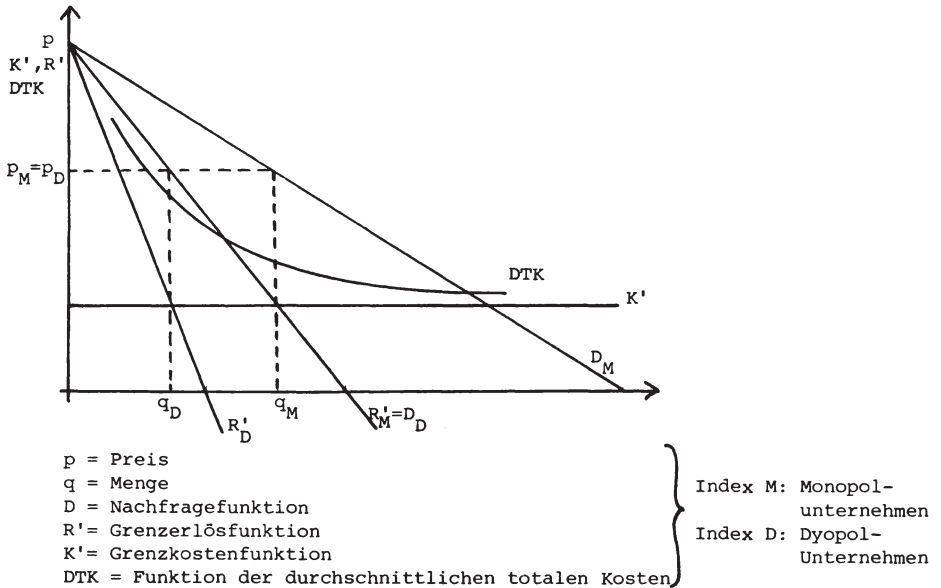 p
K',R'
DTK
p_M=p_D
DTK
K'
D_M
q_D
q_M
R'_D
R'_M=D_D
p = Preis
q = Menge
D = Nachfragefunktion
R'= Grenzerlösfunktion
K'= Grenzkostenfunktion
DTK = Funktion der durchschnittlichen totalen Kosten
Index M: Monopol-
unternehmen
Index D: Dyopol-
Unternehmen